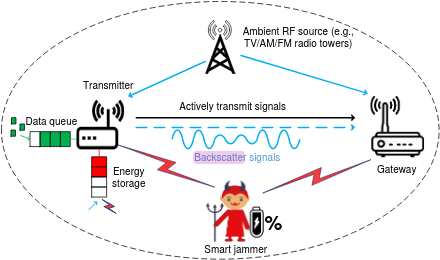 Ambient RF source (e.g.,
TV/AM/FM radio towers)
Transmitter
Actively transmit signals
Data queue
Backscatter signals
Energy
storage
Gateway
%
Smart jammer